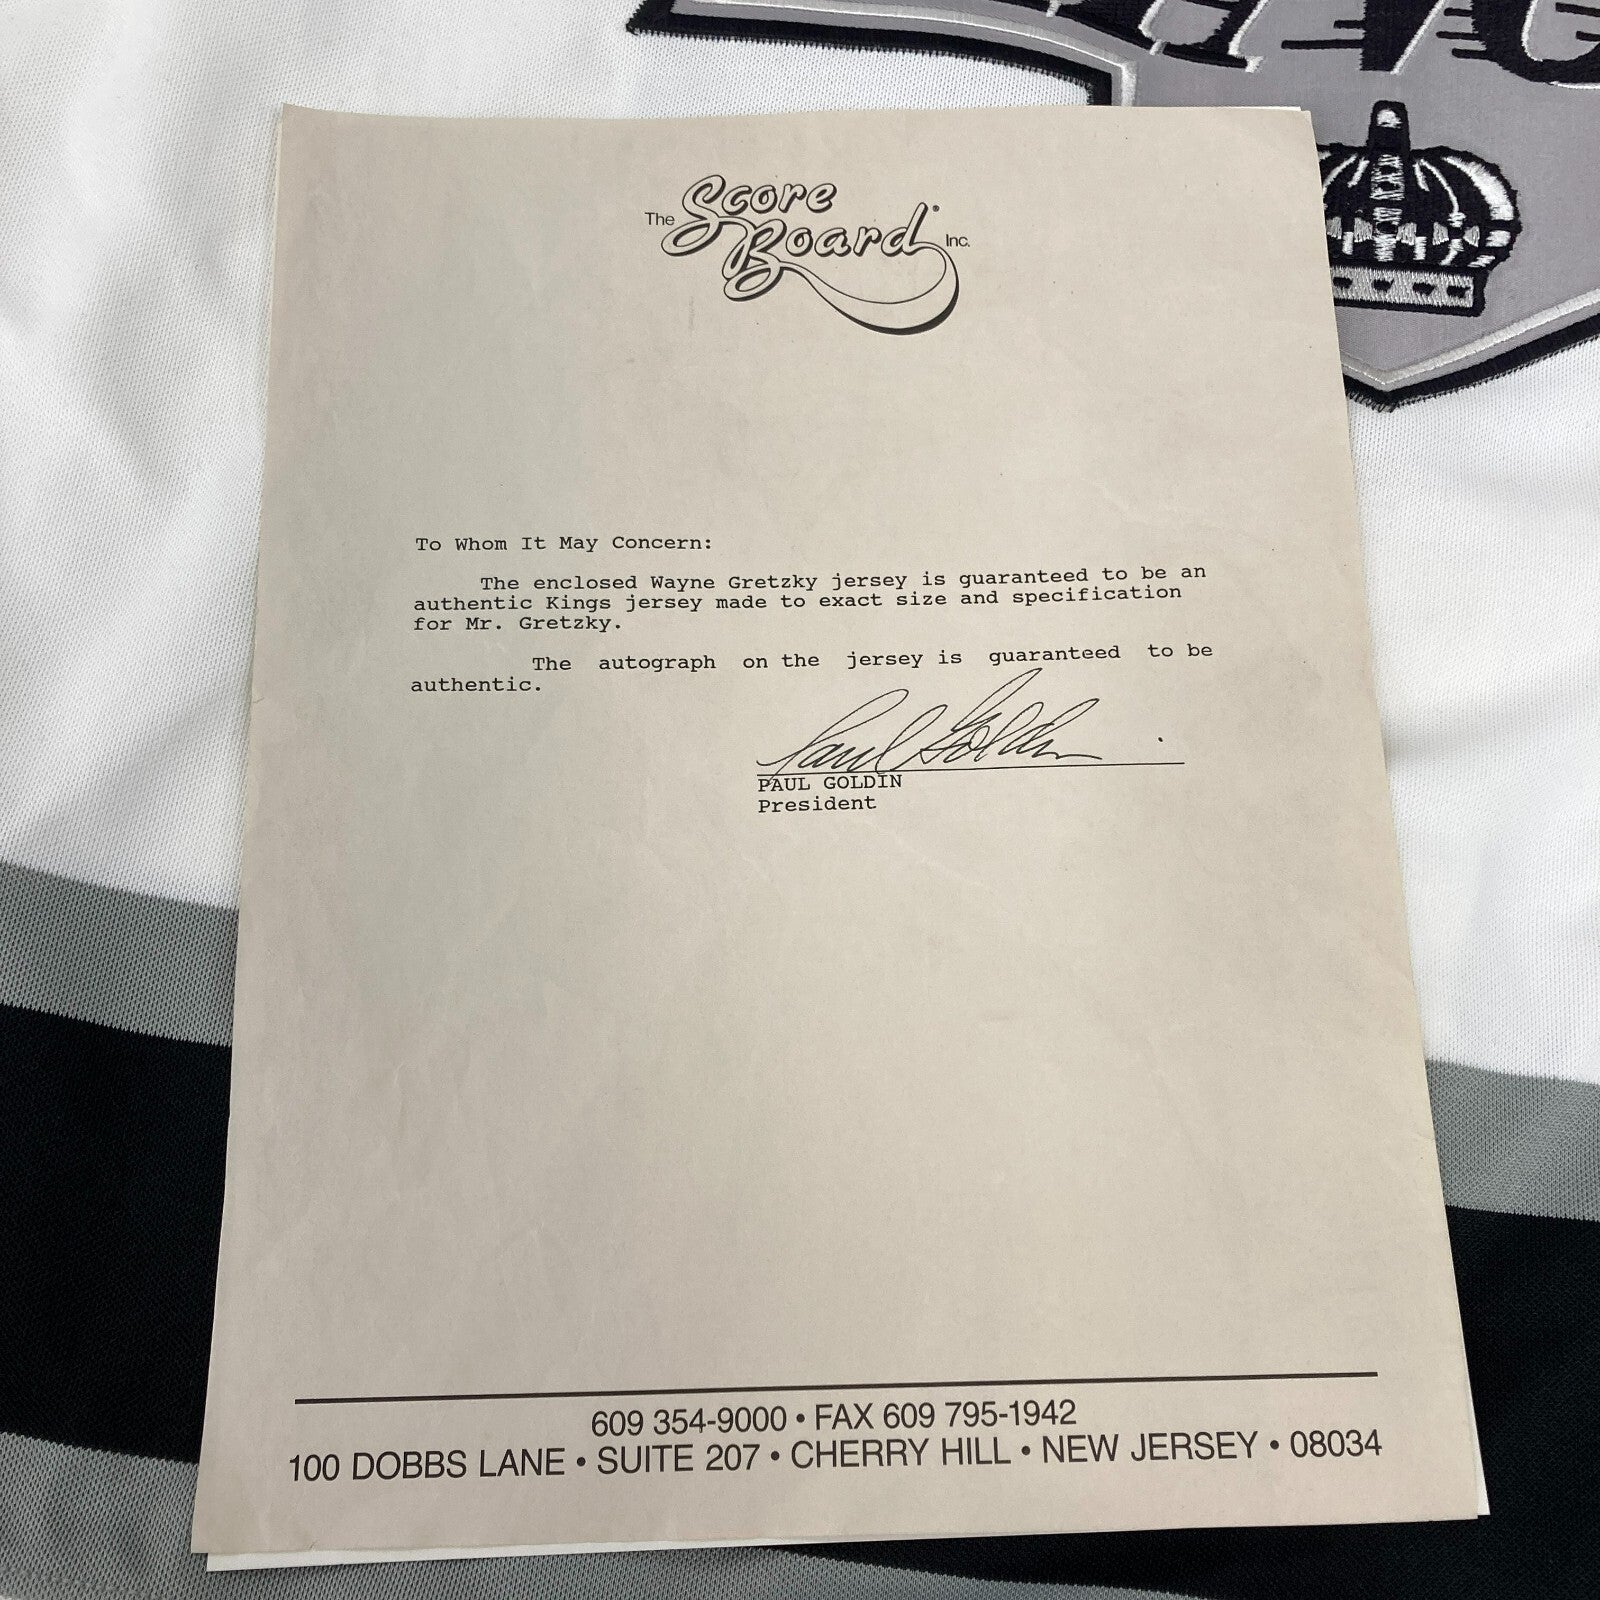 The Score
Board® Inc.
To Whom It May Concern:
The enclosed Wayne Gretzky jersey is guaranteed to be an
authentic Kings jersey made to exact size and specification
for Mr. Gretzky.
The autograph on the jersey is guaranteed to be
authentic.
Paul Goldin
PAUL GOLDIN
President
609 354-9000 • FAX 609 795-1942
100 DOBBS LANE • SUITE 207 • CHERRY HILL • NEW JERSEY • 08034